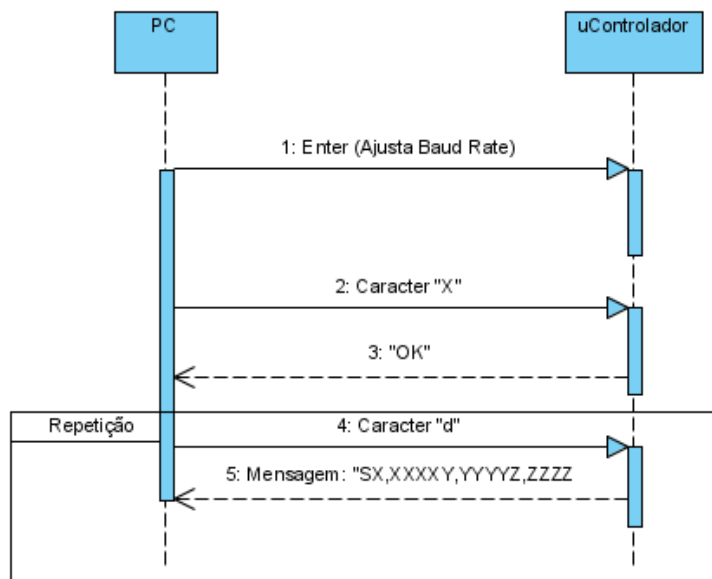 PC
uControlador
1: Enter (Ajusta Baud Rate)
2: Caracter "X"
3: "OK"
Repetição
4: Caracter "d"
5: Mensagem: "SX,XXXXY,YYYYZ,ZZZZ